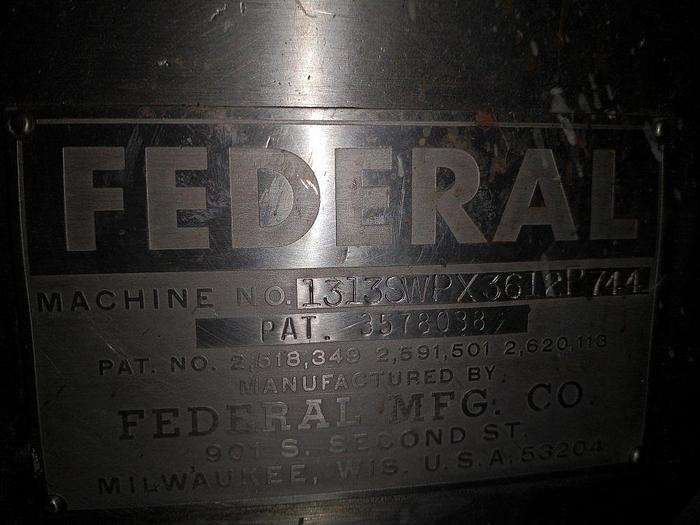 FEDERAL
MACHINE NO. 1313SWPX3612P744
PAT. 3578038
PAT. NO. 2,518,349 2,591,501 2,620,113
MANUFACTURED BY
FEDERAL MFG. CO.
901 S. SECOND ST.
MILWAUKEE, WIS. U.S.A. 53204